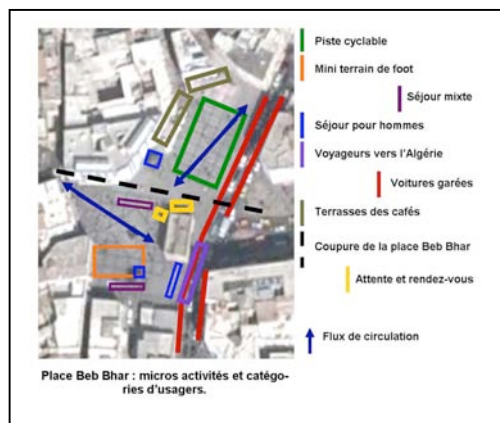 Piste cyclable
Mini terrain de foot
Séjour mixte
Séjour pour hommes
Voyageurs vers l'Algérie
Voitures garées
Terrasses des cafés
Coupure de la place Beb Bhar
Attente et rendez-vous
Flux de circulation
Place Beb Bhar : micros activités et catégo-
ries d'usagers.